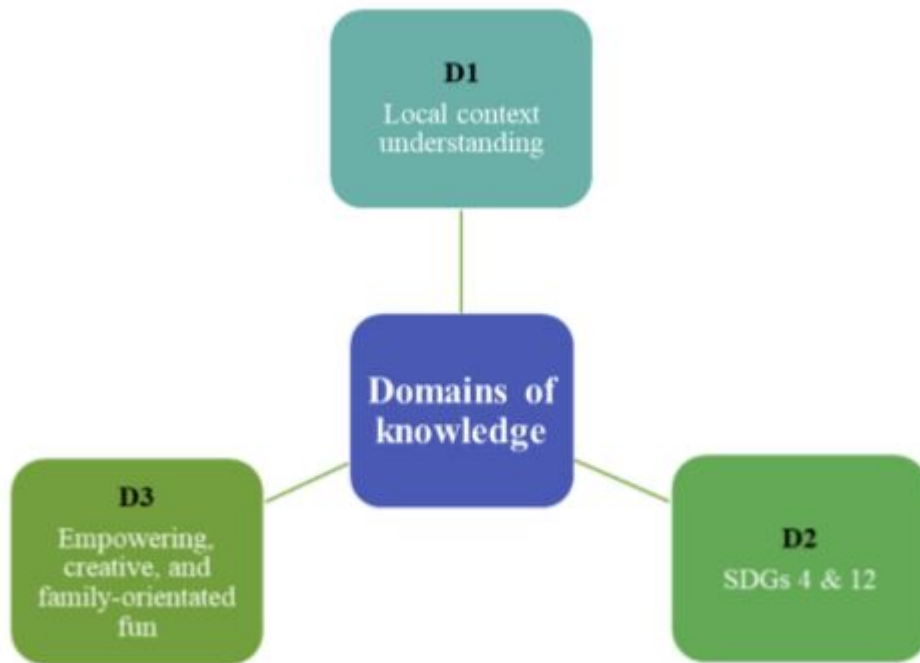 D1
Local context
understanding
Domains of
knowledge
D3
Empowering,
creative, and
family-orientated
fun
D2
SDGs 4 & 12